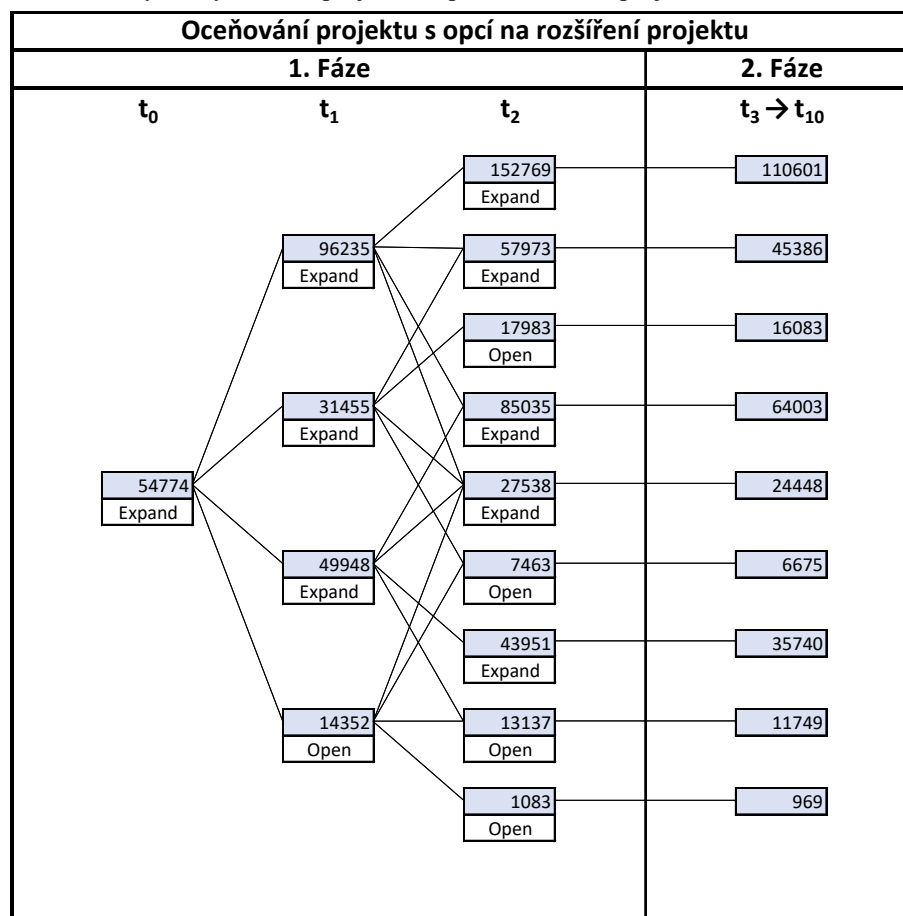 Oceňování projektu s opcí na rozšíření projektu
1. Fáze 2. Fáze
t₀ t₁ t₂ t₃ → t₁₀
152769 110601
Expand
96235 57973 45386
Expand Expand
17983 16083
Open
31455 85035 64003
Expand Expand
54774 27538 24448
Expand Expand
49948 7463 6675
Expand Open
43951 35740
Expand
14352 13137 11749
Open Open
1083 969
Open